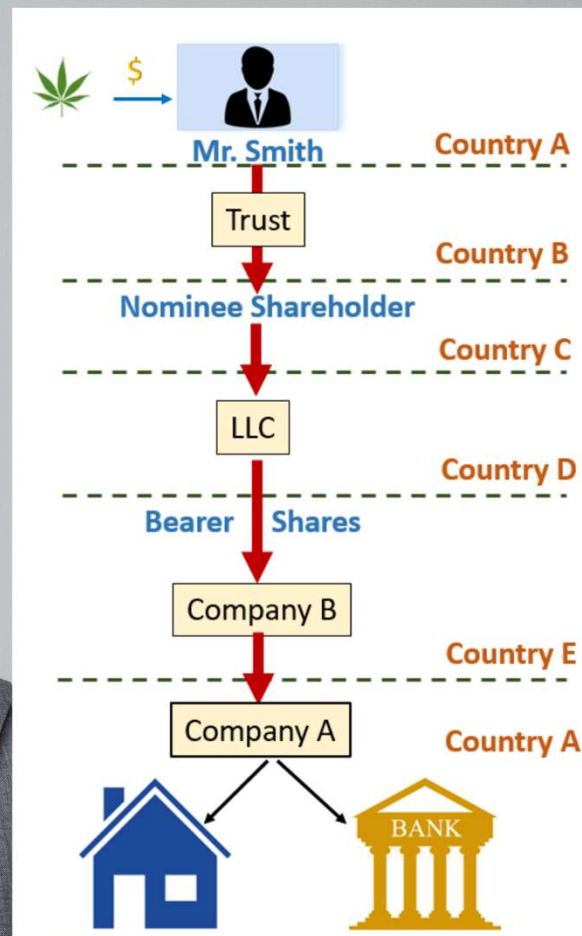 $
Mr. Smith
Country A
Trust
Country B
Nominee Shareholder
Country C
LLC
Country D
Bearer Shares
Company B
Country E
Company A
Country A
BANK